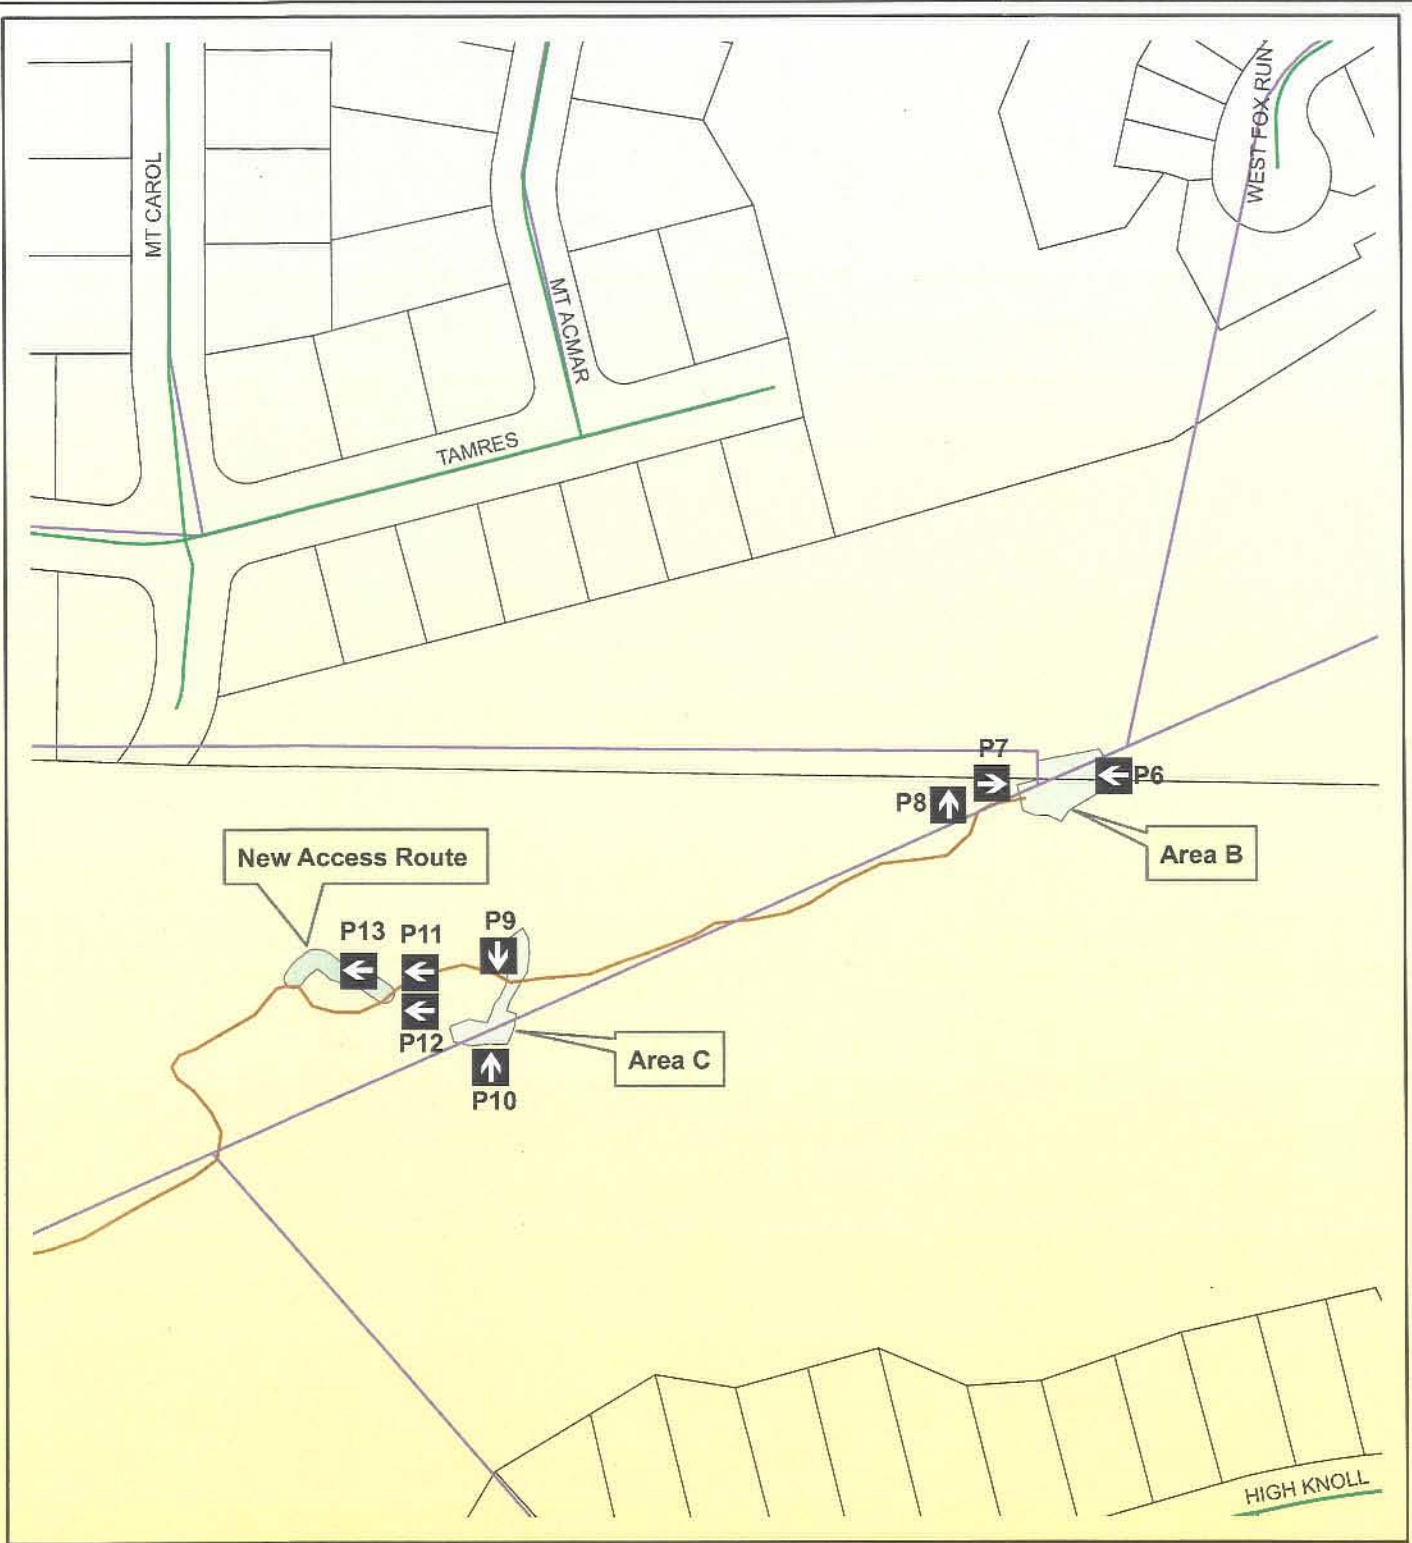 WEST FOX RUN
MT CAROL
MT ACMAR
TAMRES
P7
P6
P8
Area B
New Access Route
P13
P11
P9
P12
Area C
P10
HIGH KNOLL